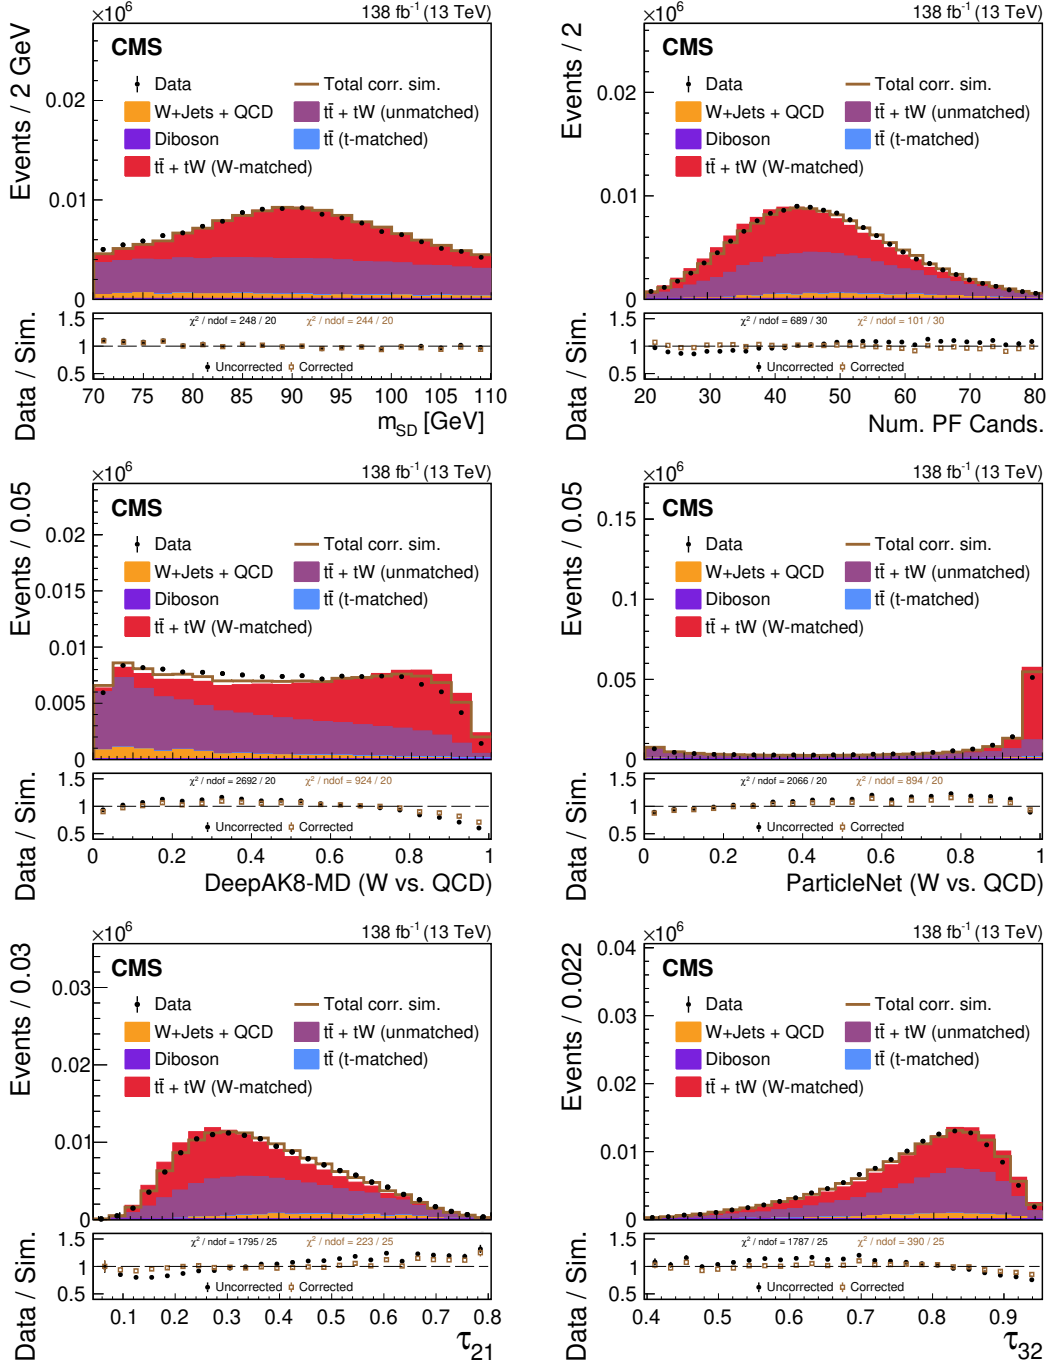 ×10⁶ 138 fb⁻¹ (13 TeV)
CMS
Data Total corr. sim.
W+Jets + QCD tt̄ + tW (unmatched)
Diboson tt̄ (t-matched)
tt̄ + tW (W-matched)
Events / 2 GeV
0.02
0.01
0
χ² / ndof = 248 / 20 χ² / ndof = 244 / 20
Uncorrected Corrected
Data / Sim.
1.5
1
0.5
70 75 80 85 90 95 100 105 110
m_SD [GeV]
×10⁶ 138 fb⁻¹ (13 TeV)
CMS
Data Total corr. sim.
W+Jets + QCD tt̄ + tW (unmatched)
Diboson tt̄ (t-matched)
tt̄ + tW (W-matched)
Events / 2
0.02
0.01
0
χ² / ndof = 689 / 30 χ² / ndof = 101 / 30
Uncorrected Corrected
Data / Sim.
1.5
1
0.5
20 30 40 50 60 70 80
Num. PF Cands.
×10⁶ 138 fb⁻¹ (13 TeV)
CMS
Data Total corr. sim.
W+Jets + QCD tt̄ + tW (unmatched)
Diboson tt̄ (t-matched)
tt̄ + tW (W-matched)
Events / 0.05
0.02
0.015
0.01
0.005
0
χ² / ndof = 2692 / 20 χ² / ndof = 924 / 20
Uncorrected Corrected
Data / Sim.
1.5
1
0.5
0 0.2 0.4 0.6 0.8 1
DeepAK8-MD (W vs. QCD)
×10⁶ 138 fb⁻¹ (13 TeV)
CMS
Data Total corr. sim.
W+Jets + QCD tt̄ + tW (unmatched)
Diboson tt̄ (t-matched)
tt̄ + tW (W-matched)
Events / 0.05
0.15
0.1
0.05
0
χ² / ndof = 2066 / 20 χ² / ndof = 894 / 20
Uncorrected Corrected
Data / Sim.
1.5
1
0.5
0 0.2 0.4 0.6 0.8 1
ParticleNet (W vs. QCD)
×10⁶ 138 fb⁻¹ (13 TeV)
CMS
Data Total corr. sim.
W+Jets + QCD tt̄ + tW (unmatched)
Diboson tt̄ (t-matched)
tt̄ + tW (W-matched)
Events / 0.03
0.03
0.02
0.01
0
χ² / ndof = 1795 / 25 χ² / ndof = 223 / 25
Uncorrected Corrected
Data / Sim.
1.5
1
0.5
0.1 0.2 0.3 0.4 0.5 0.6 0.7 0.8
τ₂₁
×10⁶ 138 fb⁻¹ (13 TeV)
CMS
Data Total corr. sim.
W+Jets + QCD tt̄ + tW (unmatched)
Diboson tt̄ (t-matched)
tt̄ + tW (W-matched)
Events / 0.022
0.04
0.03
0.02
0.01
0
χ² / ndof = 1787 / 25 χ² / ndof = 390 / 25
Uncorrected Corrected
Data / Sim.
1.5
1
0.5
0.4 0.5 0.6 0.7 0.8 0.9
τ₃₂